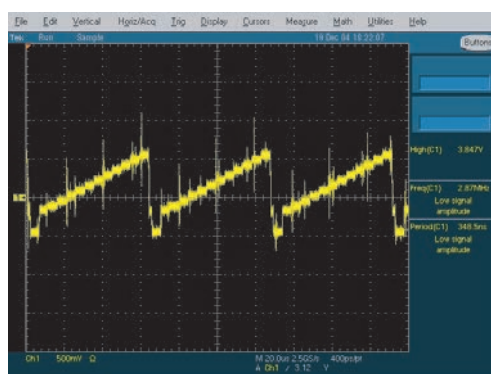 File Edit Vertical Horiz/Acq Trig Display Cursors Measure Math Utilities Help
Tek Run Sample 19 Dec 04 18:22:07
Buttons
High(C1) 3.847V
Freq(C1) 2.87MHz
Low signal
amplitude
Period(C1) 348.5ns
Low signal
amplitude
Ch1 500mV Ω M 20.0us 2.5GS/s 400ps/pt
A Ch1 / 3.12 V